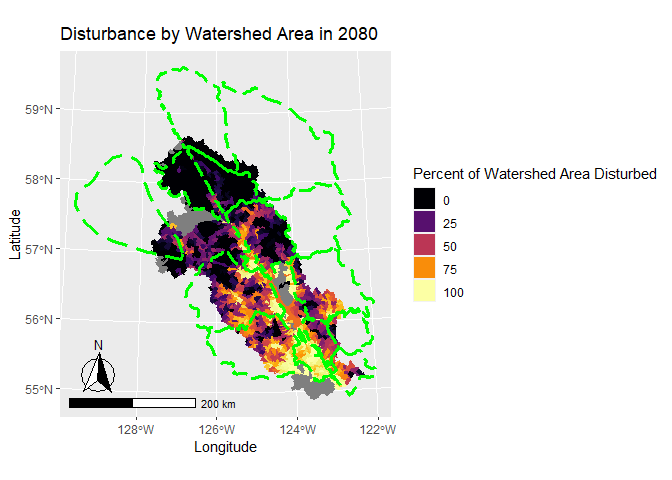 Disturbance by Watershed Area in 2080
59°N
58°N
57°N
56°N
55°N
Latitude
N
200 km
128°W
126°W
124°W
122°W
Longitude
Percent of Watershed Area Disturbed
0
25
50
75
100